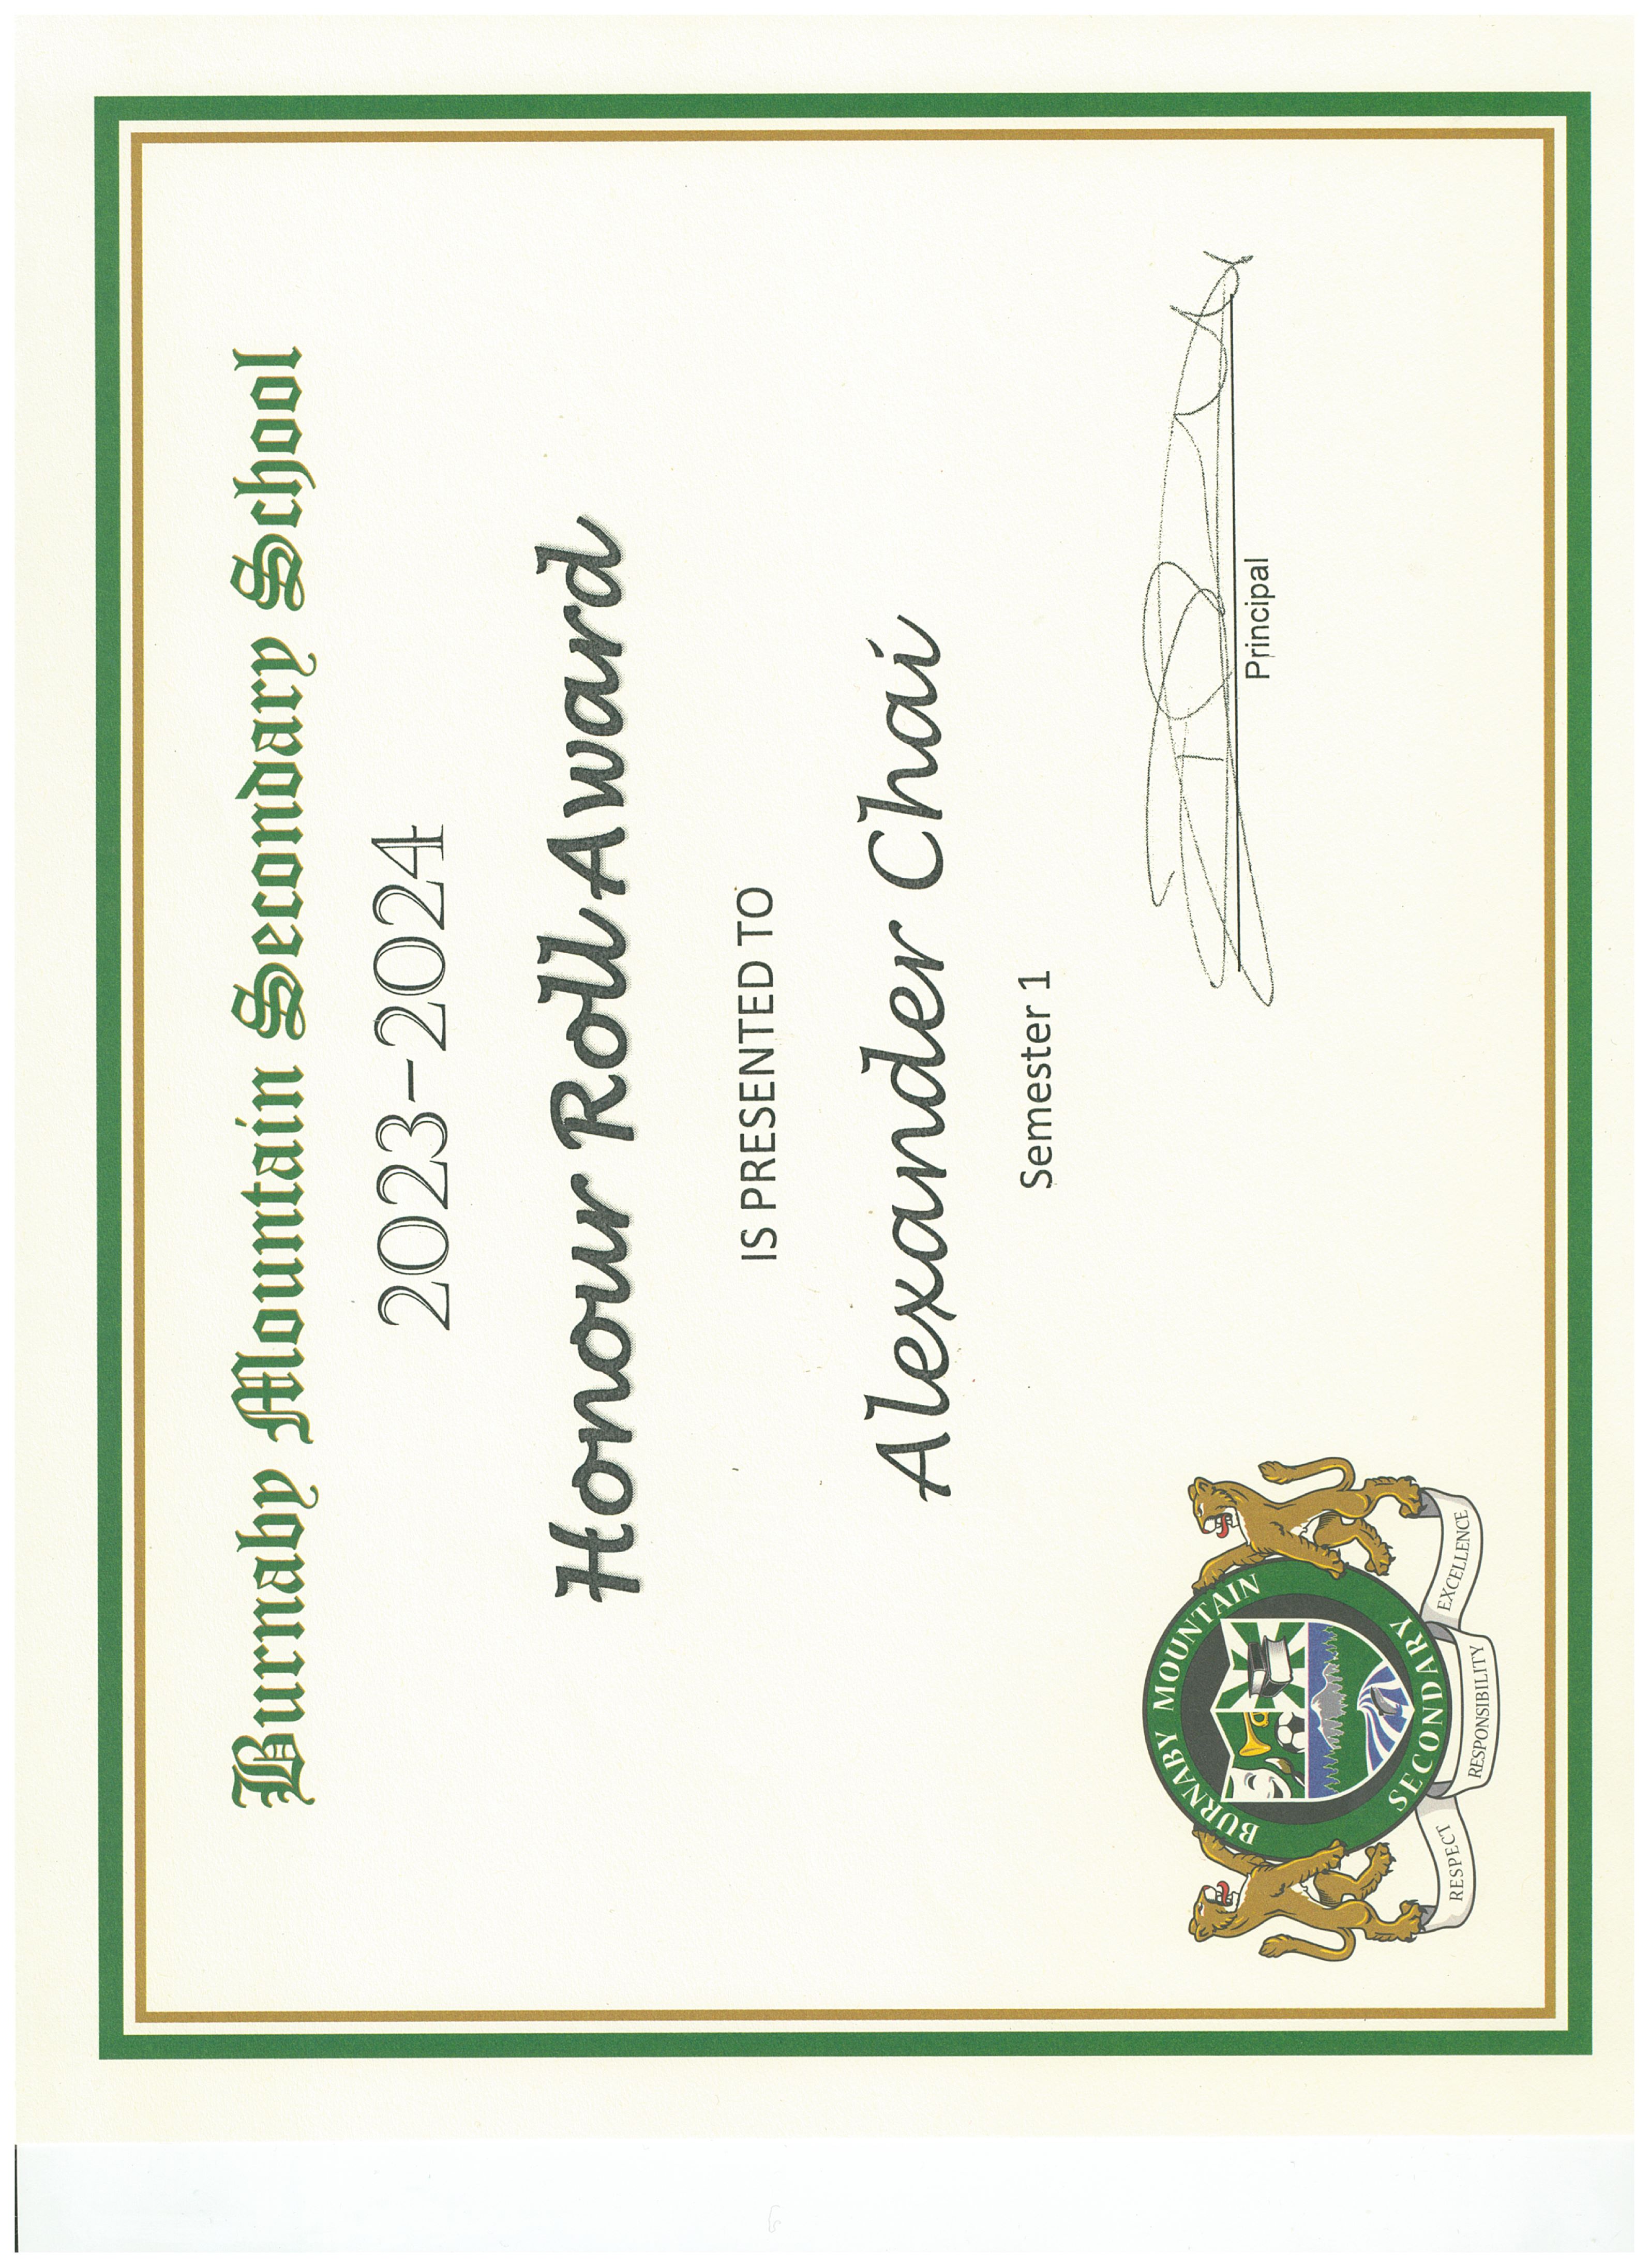 Burnaby Mountain Secondary School
2023-2024
Honour Roll Award
IS PRESENTED TO
Alexander Chai
Semester 1
Principal
BURNABY MOUNTAIN
SECONDARY
RESPECT
RESPONSIBILITY
EXCELLENCE